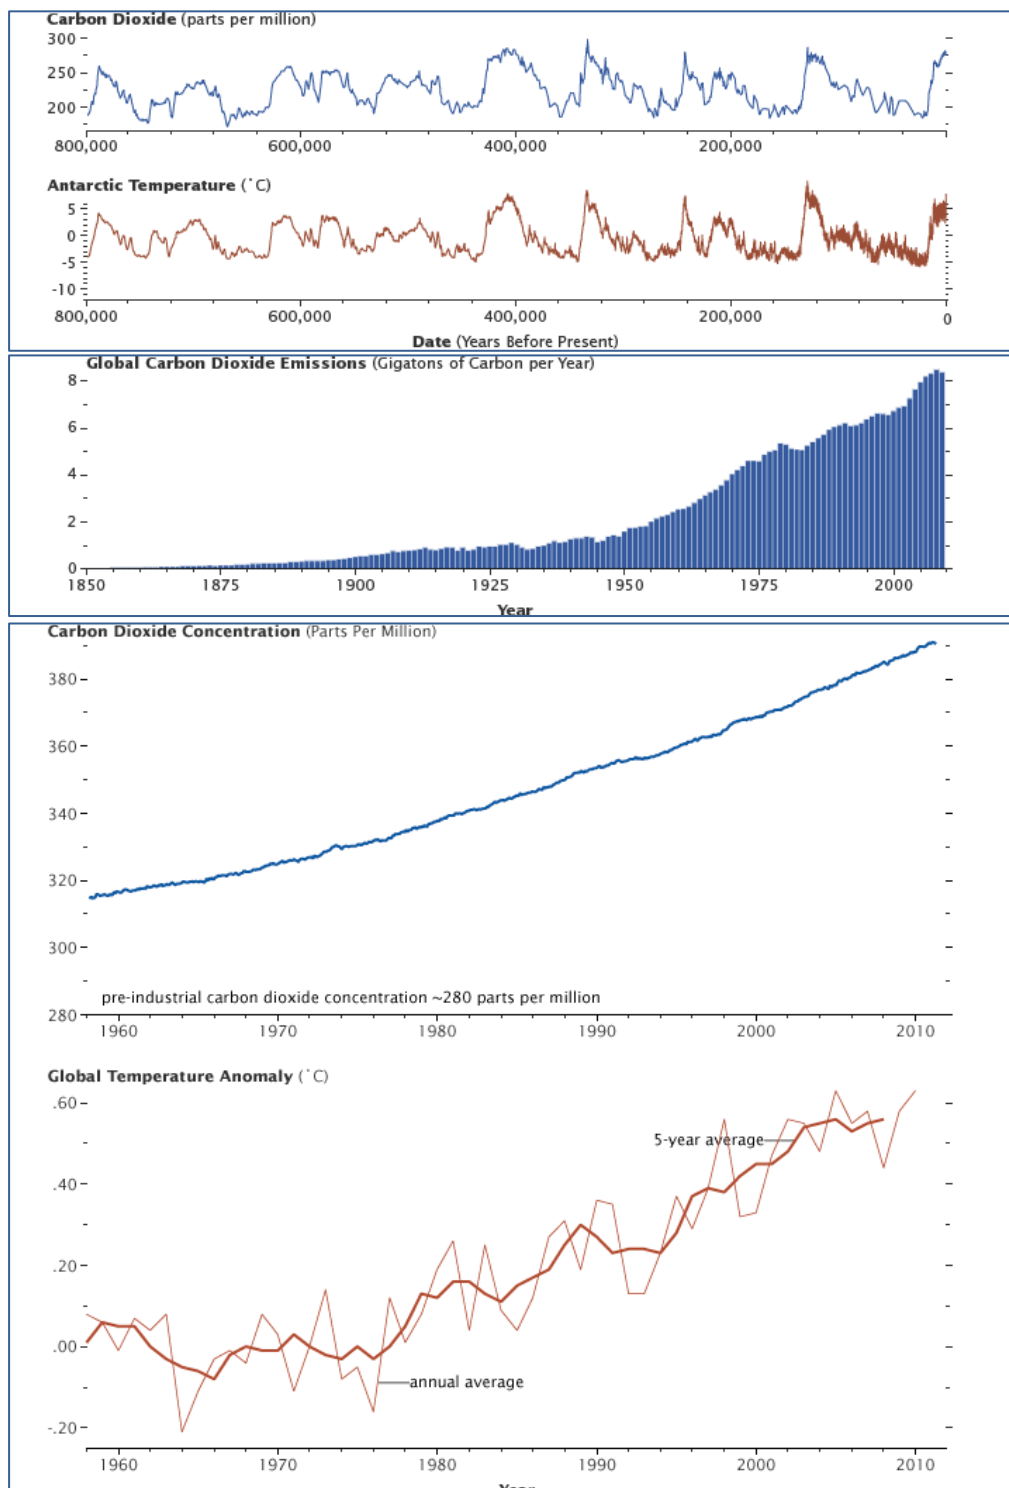 Carbon Dioxide (parts per million)
300
250
200
800,000 600,000 400,000 200,000
Antarctic Temperature (˚C)
5
0
-5
-10
800,000 600,000 400,000 200,000 0
Date (Years Before Present)
Global Carbon Dioxide Emissions (Gigatons of Carbon per Year)
8
6
4
2
0
1850 1875 1900 1925 1950 1975 2000
Year
Carbon Dioxide Concentration (Parts Per Million)
380
360
340
320
300
pre-industrial carbon dioxide concentration ~280 parts per million
280
1960 1970 1980 1990 2000 2010
Global Temperature Anomaly (˚C)
.60
5-year average
.40
.20
.00
annual average
-.20
1960 1970 1980 1990 2000 2010
Year